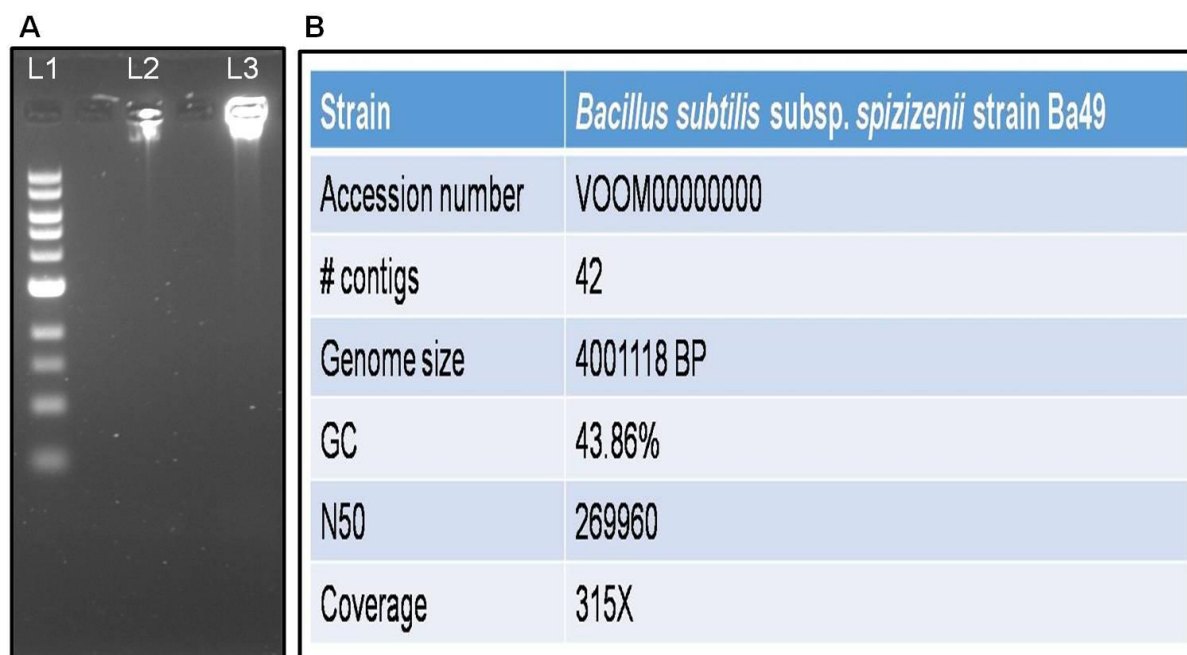 A
B
L1 L2 L3
Strain Bacillus subtilis subsp. spizizenii strain Ba49
Accession number VOOM00000000
# contigs 42
Genome size 4001118 BP
GC 43.86%
N50 269960
Coverage 315X